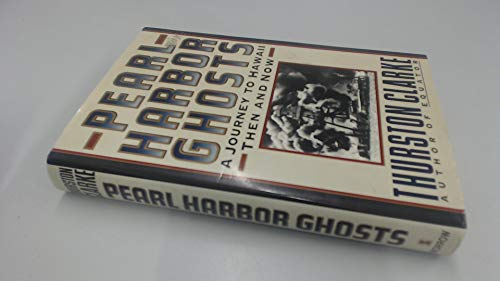 PEARL
HARBOR
GHOSTS
A JOURNEY TO HAWAII
THEN AND NOW
THURSTON CLARKE
AUTHOR OF EQUATOR
THURSTON
CLARKE
PEARL HARBOR GHOSTS
MORROW